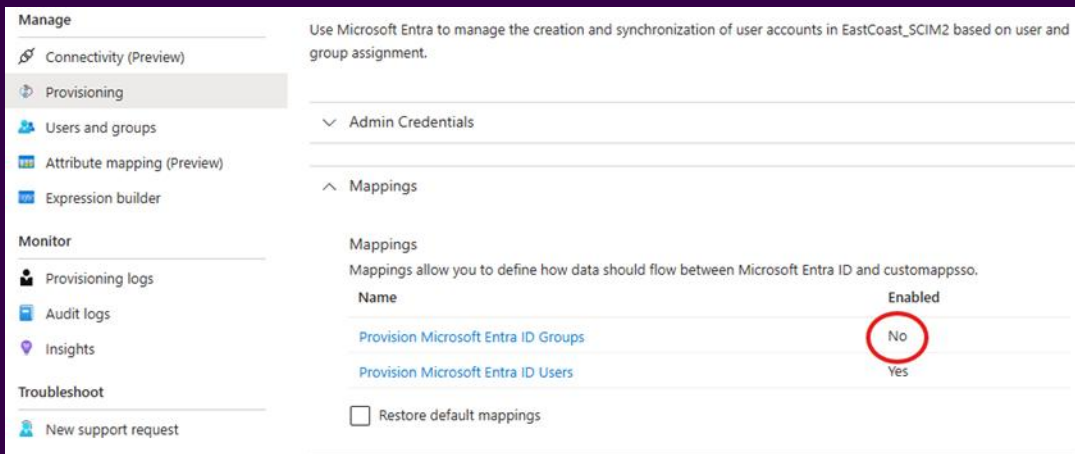 Manage
Connectivity (Preview)
Provisioning
Users and groups
Attribute mapping (Preview)
Expression builder
Monitor
Provisioning logs
Audit logs
Insights
Troubleshoot
New support request
Use Microsoft Entra to manage the creation and synchronization of user accounts in EastCoast_SCIM2 based on user and
group assignment.
Admin Credentials
Mappings
Mappings
Mappings allow you to define how data should flow between Microsoft Entra ID and customappsso.
Name Enabled
Provision Microsoft Entra ID Groups No
Provision Microsoft Entra ID Users Yes
Restore default mappings